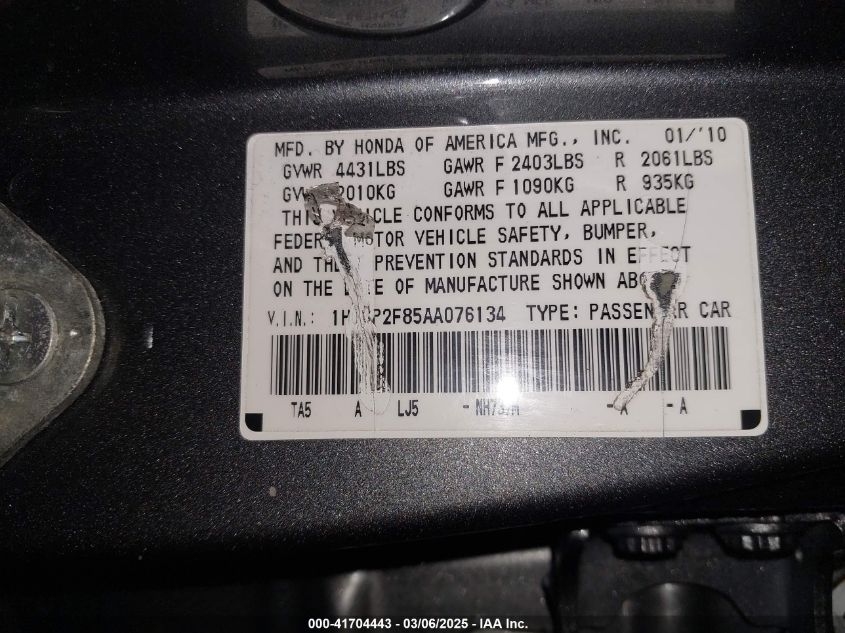 MFD. BY HONDA OF AMERICA MFG., INC. 01/'10
GVWR 4431LBS GAWR F 2403LBS R 2061LBS
GAWR F 1090KG R 935KG
CONFORMS TO ALL APPLICABLE
MOTOR VEHICLE SAFETY, BUMPER,
AND PREVENTION STANDARDS IN EFFECT
ON THE OF MANUFACTURE SHOWN
V.I.N.: TYPE: PASSENGER CAR
TA5 A LJ5 - A
000-41704443 - 03/06/2025 - IAA Inc.